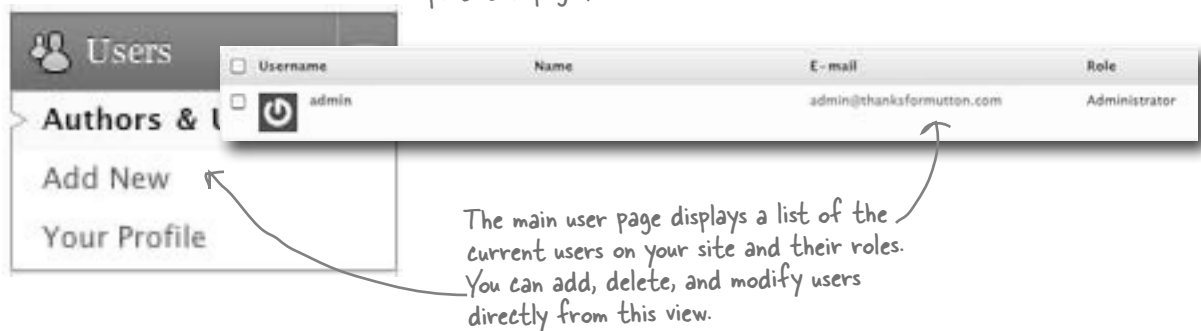 Users
Username Name E-mail Role
admin admin@thanksformutton.com Administrator
Authors &
Add New
Your Profile
The main user page displays a list of the
current users on your site and their roles.
You can add, delete, and modify users
directly from this view.